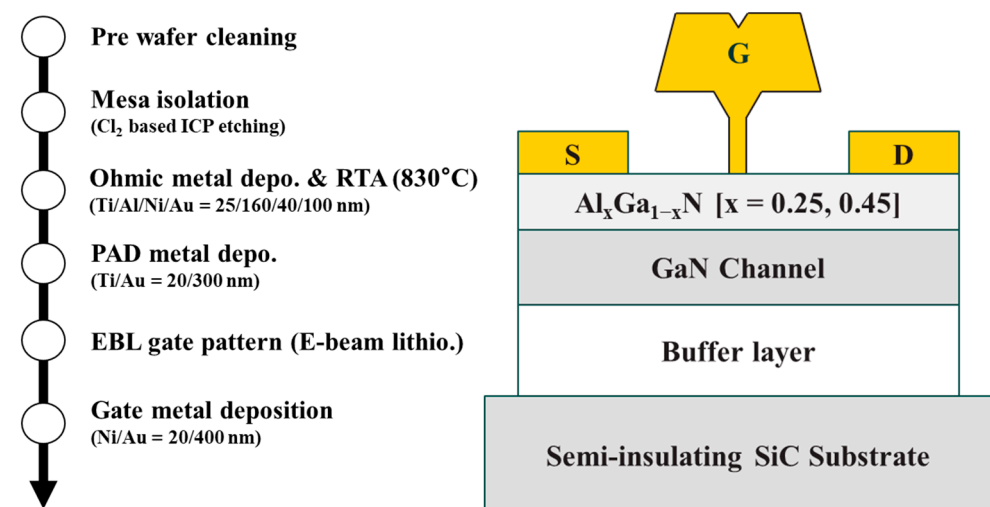 Pre wafer cleaning
Mesa isolation
(Cl₂ based ICP etching)
Ohmic metal depo. & RTA (830°C)
(Ti/Al/Ni/Au = 25/160/40/100 nm)
PAD metal depo.
(Ti/Au = 20/300 nm)
EBL gate pattern (E-beam lithio.)
Gate metal deposition
(Ni/Au = 20/400 nm)
G
S
D
AlₓGa₁₋ₓN [x = 0.25, 0.45]
GaN Channel
Buffer layer
Semi-insulating SiC Substrate